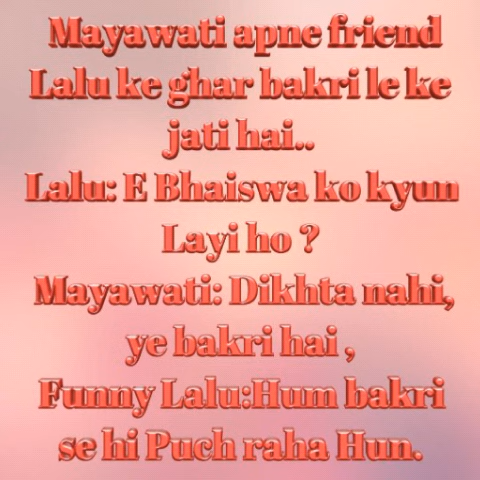 Mayawati apne friend
Lalu ke ghar bakri le ke
jati hai..
Lalu: E Bhaiswa ko kyun
Layi ho ?
Mayawati: Dikhta nahi,
ye bakri hai ,
Funny Lalu:Hum bakri
se hi Puch raha Hun.